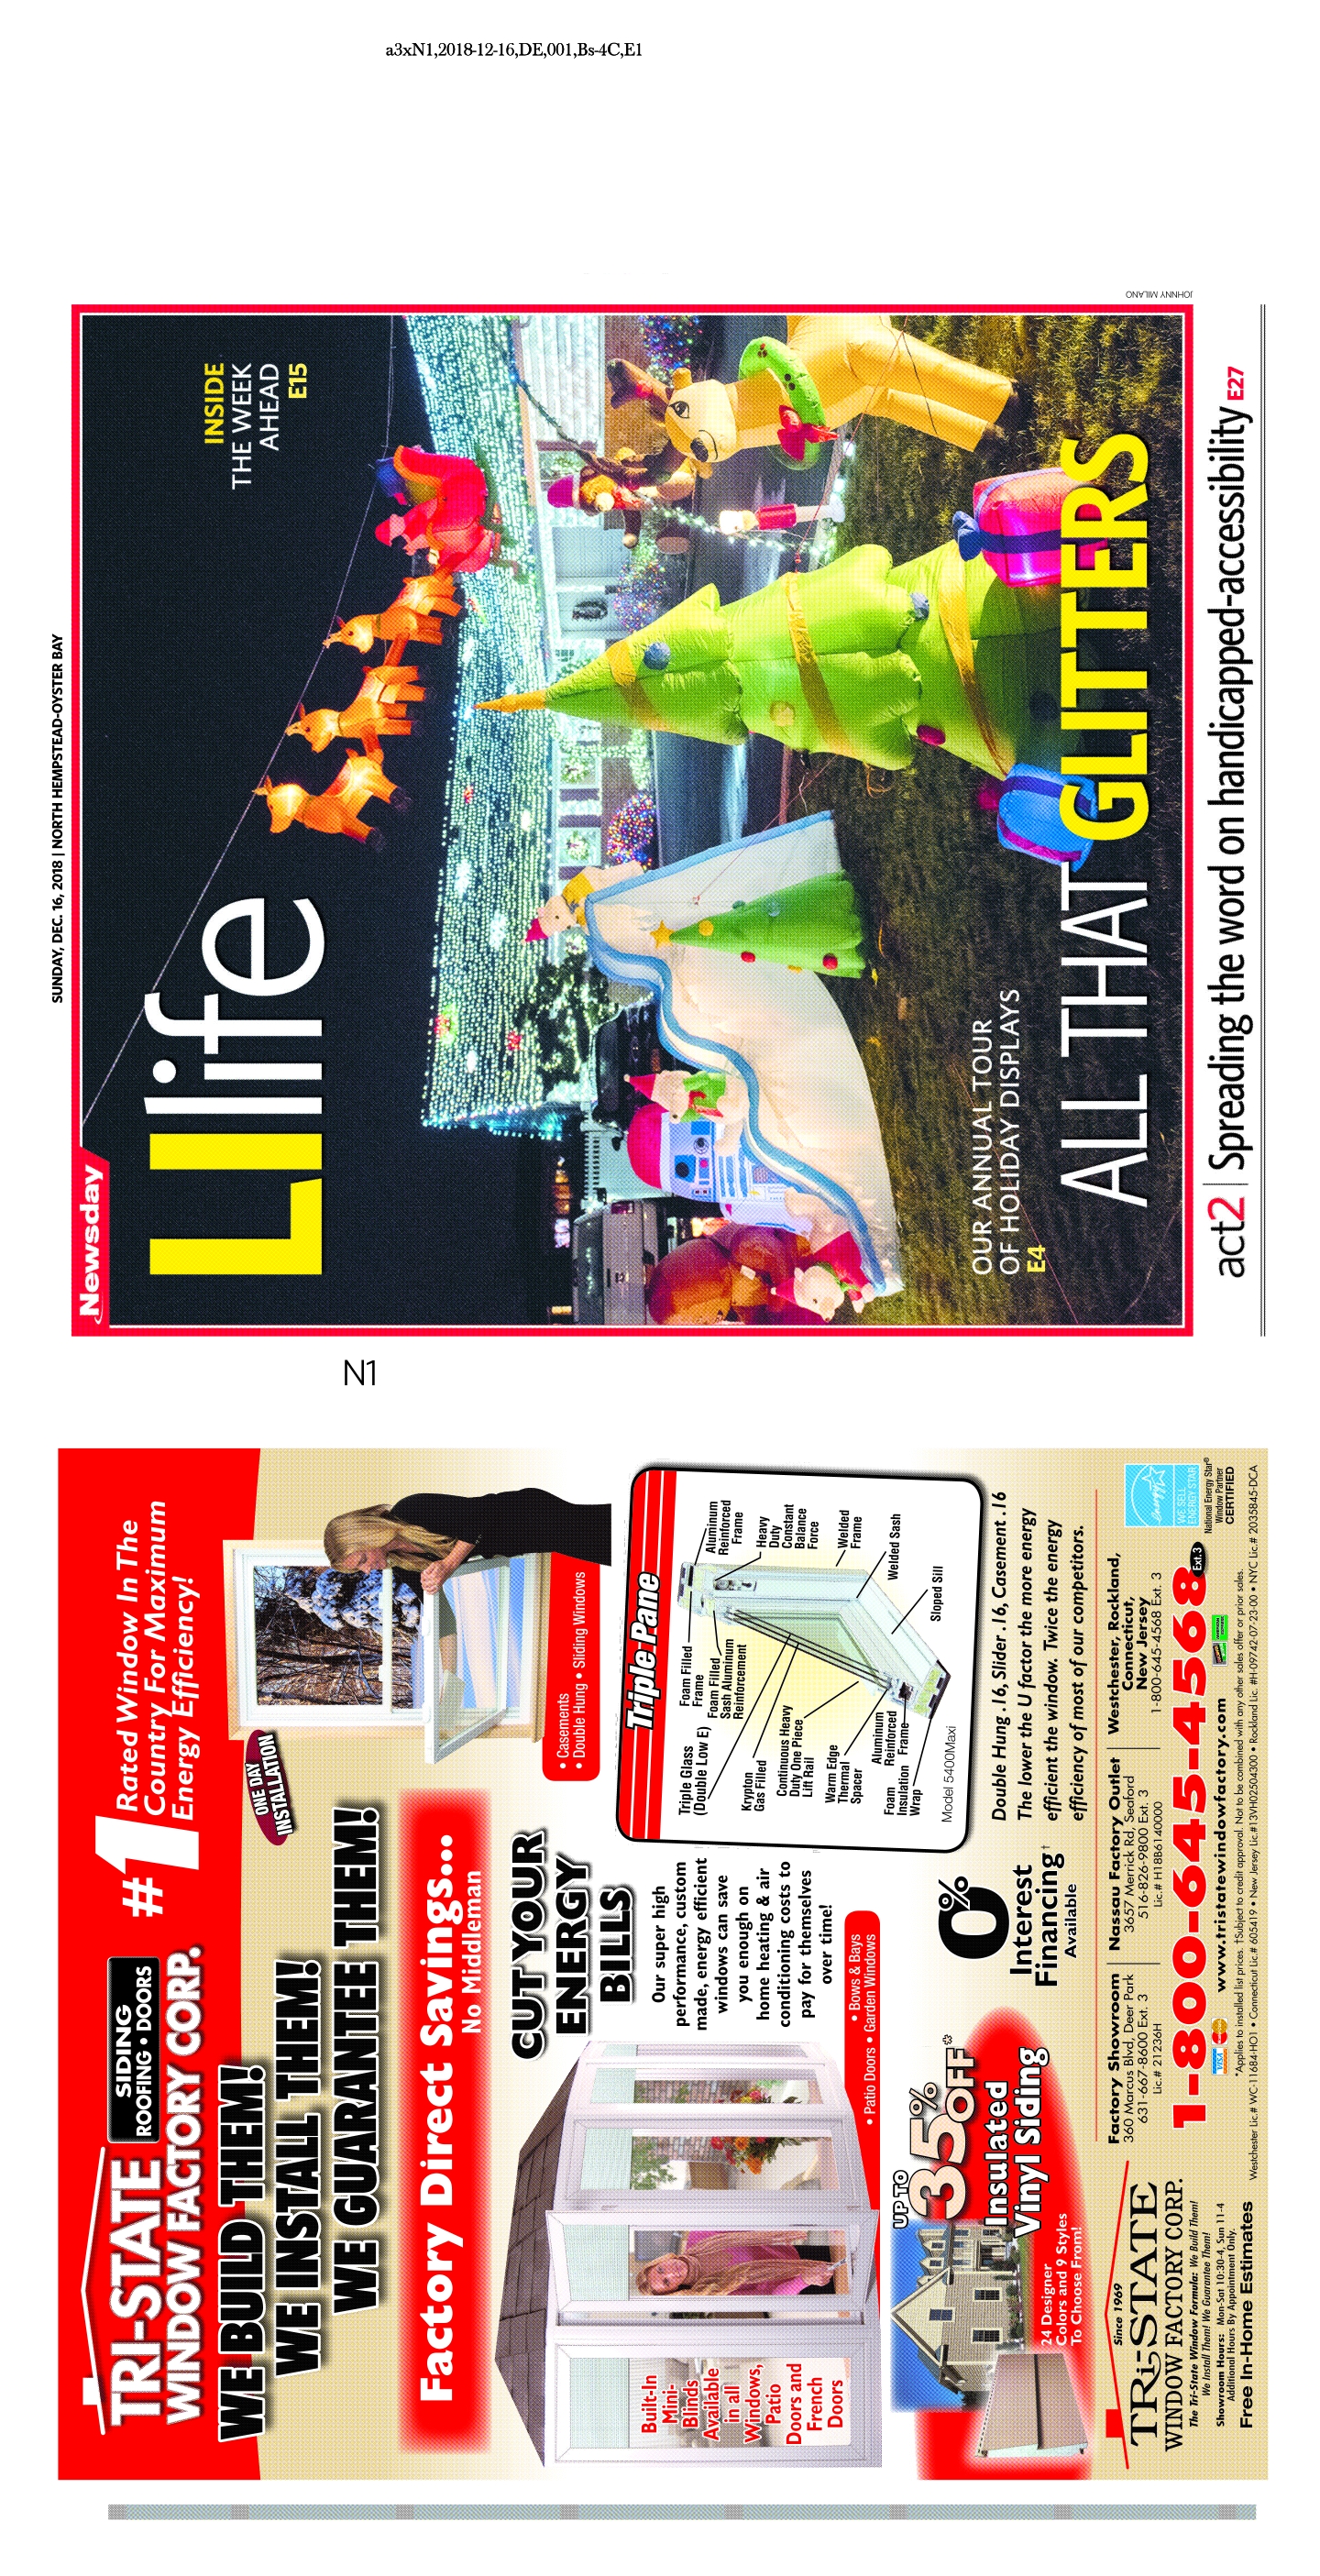 a3xN1,2018-12-16,DE,001,Bs-4C,E1
SUNDAY, DEC. 16, 2018 | NORTH HEMPSTEAD-OYSTER BAY
Newsday
LIlife
INSIDE
THE WEEK
AHEAD
E15
OUR ANNUAL TOUR
OF HOLIDAY DISPLAYS
E4
ALL THAT GLITTERS
JOHNNY MILANO
act2 | Spreading the word on handicapped-accessibility E27
N1
TRI-STATE
WINDOW FACTORY CORP.
SIDING
ROOFING • DOORS
#1 Rated Window In The
Country For Maximum
Energy Efficiency!
WE BUILD THEM!
WE INSTALL THEM!
WE GUARANTEE THEM!
ONE DAY
INSTALLATION
Factory Direct Savings...
No Middleman
• Casements
• Double Hung • Sliding Windows
CUT YOUR
ENERGY
BILLS
Our super high
performance, custom
made, energy efficient
windows can save
you enough on
home heating & air
conditioning costs to
pay for themselves
over time!
Built-In
Mini-
Blinds
Available
in all
Windows,
Patio
Doors and
French
Doors
• Bows & Bays
• Patio Doors • Garden Windows
Triple Pane
Triple Glass
(Double Low E)
Foam Filled
Frame
Foam Filled
Sash Aluminum
Reinforcement
Aluminum
Reinforced
Frame
Heavy
Duty
Constant
Balance
Force
Welded
Frame
Welded Sash
Sloped Sill
Krypton
Gas Filled
Continuous Heavy
Duty One Piece
Lift Rail
Warm Edge
Thermal
Spacer
Aluminum
Reinforced
Frame
Foam
Insulation
Wrap
Model 5400Maxi
Double Hung .16, Slider .16, Casement .16
The lower the U factor the more energy
efficient the window. Twice the energy
efficiency of most of our competitors.
UP TO
35% OFF*
Insulated
Vinyl Siding
24 Designer
Colors and 9 Styles
To Choose From!
0%
Interest
Financing†
Available
Since 1969
TRi-STATE
WINDOW FACTORY CORP.
The Tri-State Window Formula: We Build Them!
We Install Them! We Guarantee Them!
Showroom Hours: Mon-Sat 10:30-4, Sun 11-4
Additional Hours By Appointment Only.
Free In-Home Estimates
Factory Showroom
360 Marcus Blvd, Deer Park
631-667-8600 Ext. 3
Lic.# 21236H
Nassau Factory Outlet
3657 Merrick Rd, Seaford
516-826-9800 Ext. 3
Lic.# H18B6140000
Westchester, Rockland,
Connecticut,
New Jersey
1-800-645-4568 Ext. 3
1-800-645-4568 Ext.3
VISA
www.tristatewindowfactory.com
WE SELL
ENERGY STAR
National Energy Star®
Window Partner
CERTIFIED
*Applies to installed list prices. †Subject to credit approval. Not to be combined with any other sales offer or prior sales.
Westchester Lic.# WC-11684-HO1 • Connecticut Lic.# 605419 • New Jersey Lic.#13VH02504300 • Rockland Lic. #H-09742-07-23-00 • NYC Lic.# 2035845-DCA